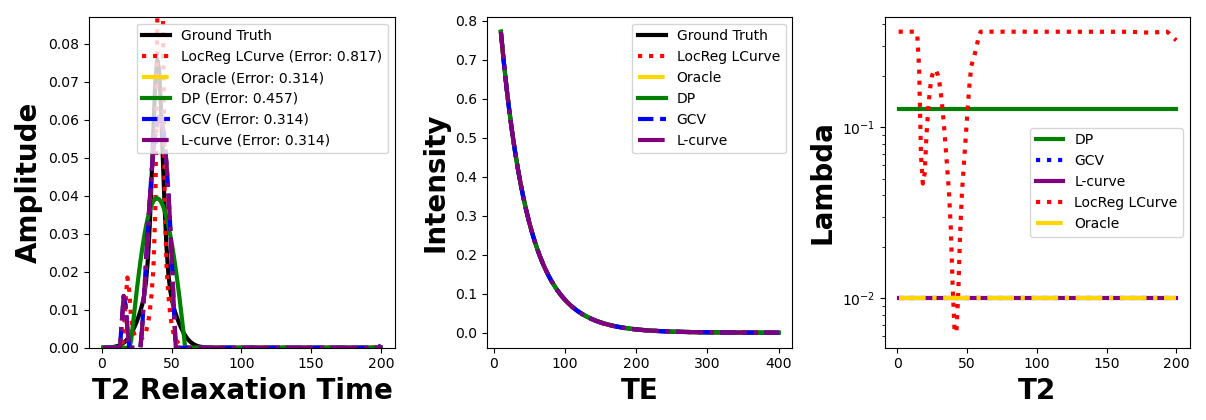 Amplitude
0.08
0.07
0.06
0.05
0.04
0.03
0.02
0.01
0.00
0
50
100
150
200
T2 Relaxation Time
Ground Truth
LocReg LCurve (Error: 0.817)
Oracle (Error: 0.314)
DP (Error: 0.457)
GCV (Error: 0.314)
L-curve (Error: 0.314)
Intensity
0.8
0.7
0.6
0.5
0.4
0.3
0.2
0.1
0.0
0
100
200
300
400
TE
Ground Truth
LocReg LCurve
Oracle
DP
GCV
L-curve
Lambda
10⁻¹
10⁻²
0
50
100
150
200
T2
DP
GCV
L-curve
LocReg LCurve
Oracle